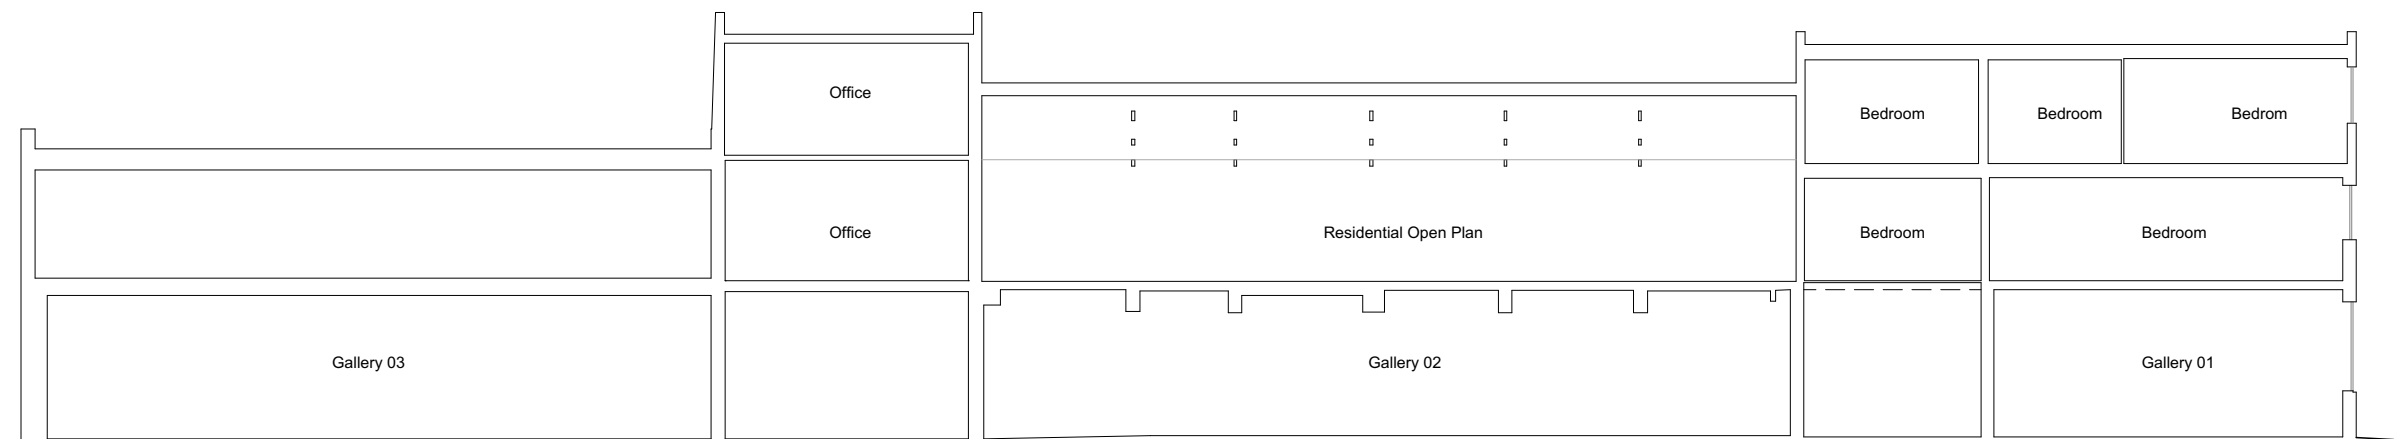 Office
Bedroom
Bedroom
Bedrom
Office
Residential Open Plan
Bedroom
Bedroom
Gallery 03
Gallery 02
Gallery 01